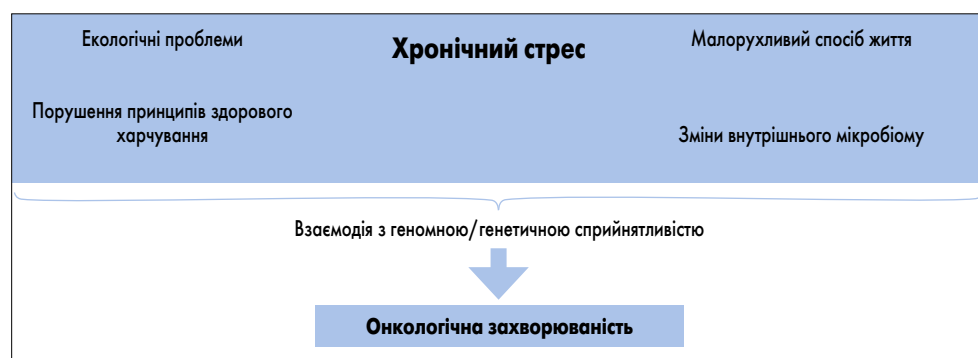 Екологічні проблеми
Хронічний стрес
Малорухливий спосіб життя
Порушення принципів здорового
харчування
Зміни внутрішнього мікробіому
Взаємодія з геномною/генетичною сприйнятливістю
Онкологічна захворюваність